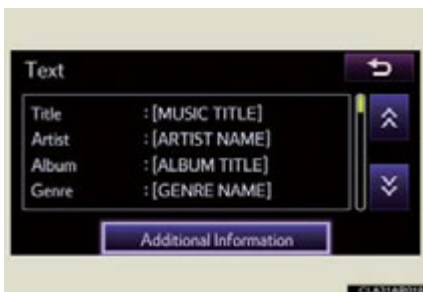 Text
Title : [MUSIC TITLE]
Artist : [ARTIST NAME]
Album : [ALBUM TITLE]
Genre : [GENRE NAME]
Additional Information